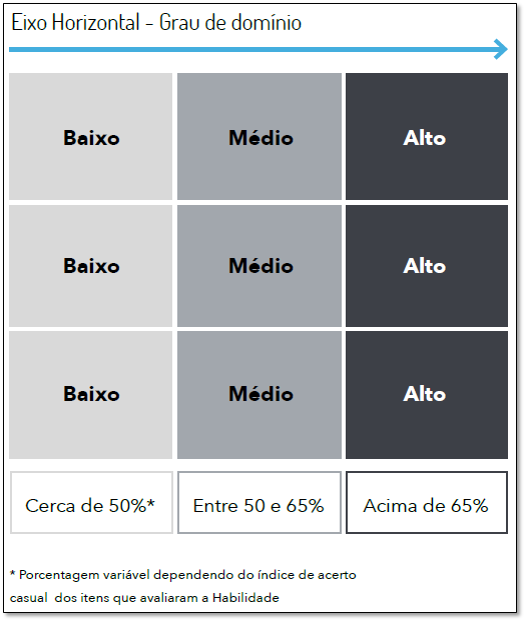 Eixo Horizontal - Grau de domínio
Baixo Médio Alto
Baixo Médio Alto
Baixo Médio Alto
Cerca de 50%* Entre 50 e 65% Acima de 65%
* Porcentagem variável dependendo do índice de acerto
casual dos itens que avaliaram a Habilidade